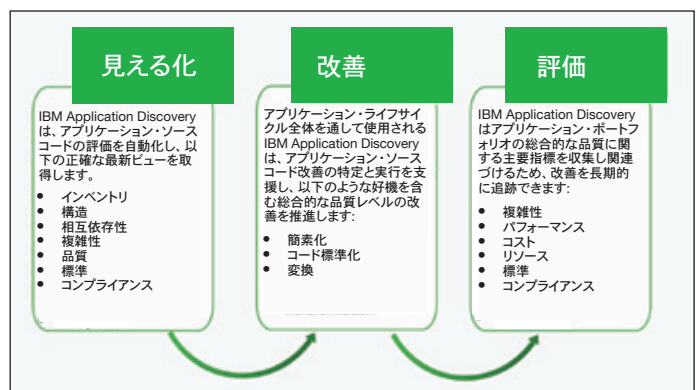 見える化
IBM Application Discovery
は、アプリケーション・ソース
コードの評価を自動化し、以
下の正確な最新ビューを取
得します。
• インベントリ
• 構造
• 相互依存性
• 複雑性
• 品質
• 標準
• コンプライアンス
改善
アプリケーション・ライフサイ
クル全体を通して使用される
IBM Application Discovery
は、アプリケーション・ソース
コード改善の特定と実行を支
援し、以下のような好機を含
む総合的な品質レベルの改
善を推進します:
• 簡素化
• コード標準化
• 変換
評価
IBM Application Discovery
はアプリケーション・ポートフ
ォリオの総合的な品質に関
する主要指標を収集し関連
づけるため、改善を長期的
に追跡できます:
• 複雑性
• パフォーマンス
• コスト
• リソース
• 標準
• コンプライアンス